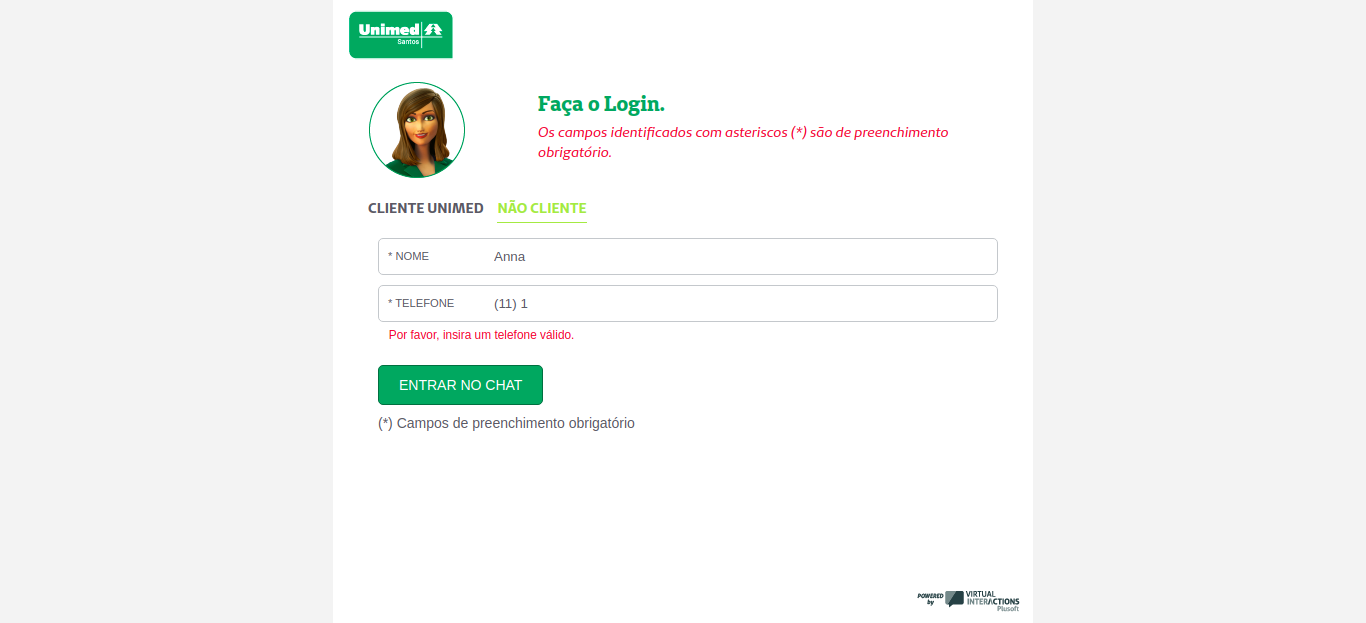 Unimed
Santos
Faça o Login.
Os campos identificados com asteriscos (*) são de preenchimento
obrigatório.
CLIENTE UNIMED NÃO CLIENTE
* NOME Anna
* TELEFONE (11) 1
Por favor, insira um telefone válido.
ENTRAR NO CHAT
(*) Campos de preenchimento obrigatório
POWERED by VIRTUAL
INTERACTIONS
Plusoft